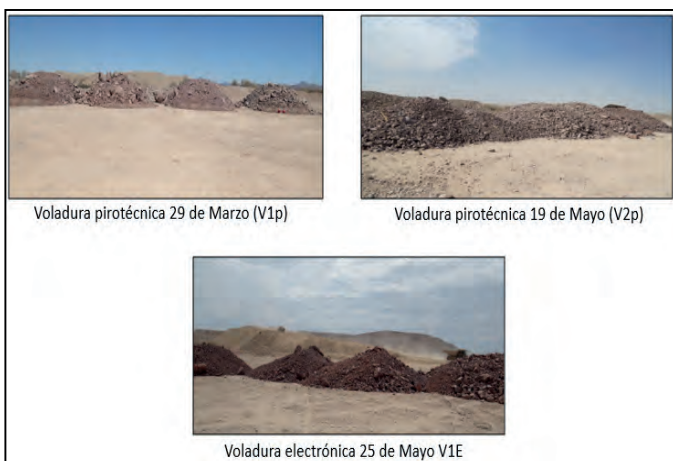 Voladura pirotécnica 29 de Marzo (V1p)
Voladura pirotécnica 19 de Mayo (V2p)
Voladura electrónica 25 de Mayo V1E